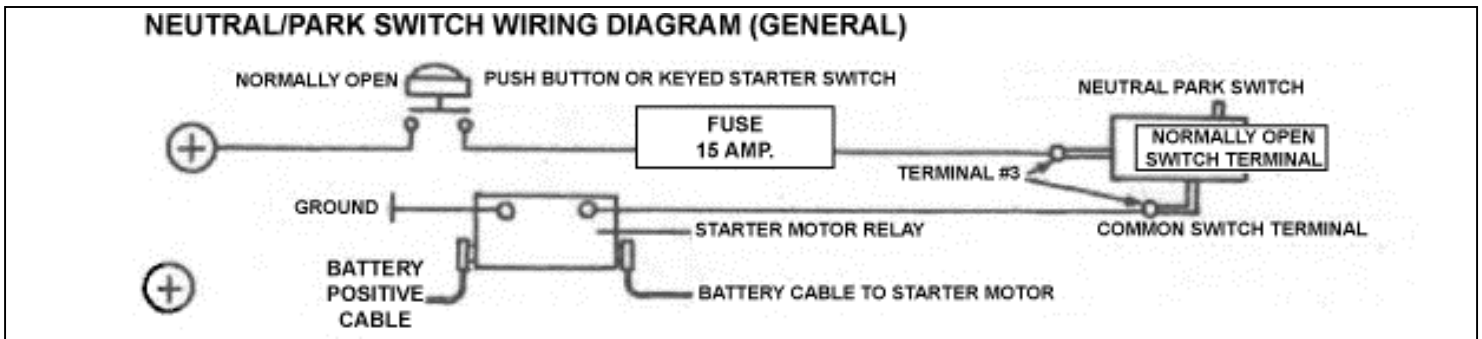 NEUTRAL/PARK SWITCH WIRING DIAGRAM (GENERAL)
NORMALLY OPEN
PUSH BUTTON OR KEYED STARTER SWITCH
NEUTRAL PARK SWITCH
FUSE
15 AMP.
NORMALLY OPEN
SWITCH TERMINAL
TERMINAL #3
GROUND
STARTER MOTOR RELAY
COMMON SWITCH TERMINAL
BATTERY
POSITIVE
CABLE
BATTERY CABLE TO STARTER MOTOR